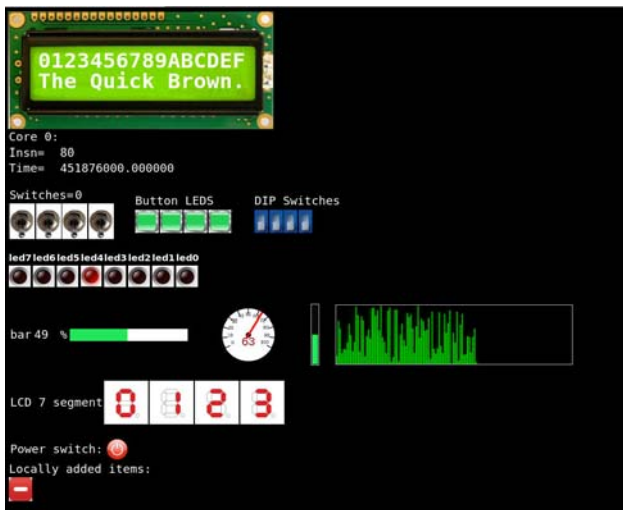 0123456789ABCDEF
The Quick Brown.
Core 0:
Insn= 80
Time= 451876000.000000
Switches=0
Button LEDS
DIP Switches
led7 led6 led5 led4 led3 led2 led1 led0
bar 49 %
63
LCD 7 segment 0 1 2 3
Power switch:
Locally added items: